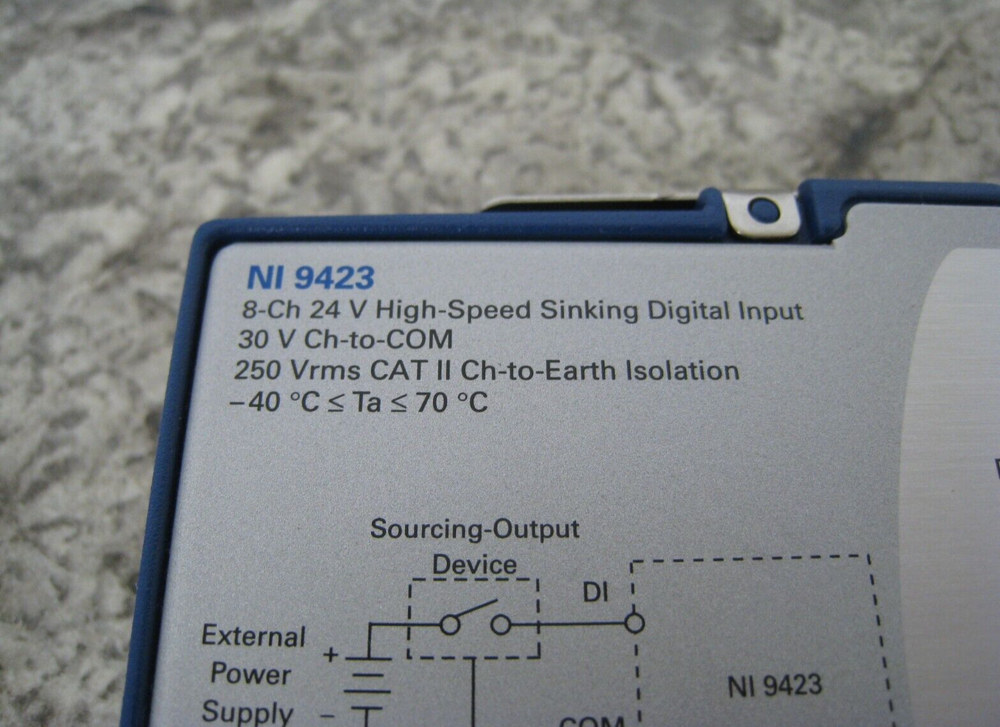 NI 9423
8-Ch 24 V High-Speed Sinking Digital Input
30 V Ch-to-COM
250 Vrms CAT II Ch-to-Earth Isolation
–40 °C ≤ Ta ≤ 70 °C
Sourcing-Output
Device
DI
External
Power
Supply
+
–
NI 9423
COM